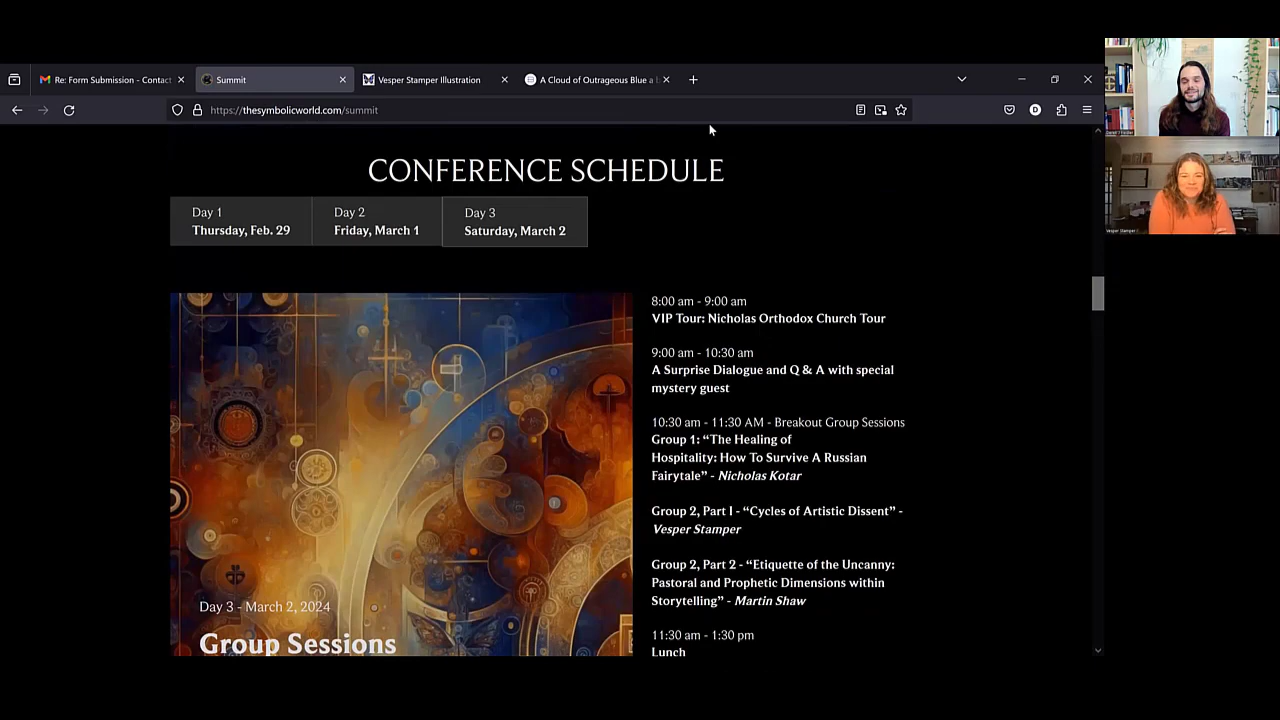 Re: Form Submission - Contact
Summit
Vesper Stamper Illustration
A Cloud of Outrageous Blue a b
https://thesymbolicworld.com/summit
D
CONFERENCE SCHEDULE
Day 1
Thursday, Feb. 29
Day 2
Friday, March 1
Day 3
Saturday, March 2
8:00 am - 9:00 am
VIP Tour: Nicholas Orthodox Church Tour
9:00 am - 10:30 am
A Surprise Dialogue and Q & A with special
mystery guest
10:30 am - 11:30 AM - Breakout Group Sessions
Group 1: “The Healing of
Hospitality: How To Survive A Russian
Fairytale” - Nicholas Kotar
Group 2, Part I - “Cycles of Artistic Dissent” -
Vesper Stamper
Group 2, Part 2 - “Etiquette of the Uncanny:
Pastoral and Prophetic Dimensions within
Storytelling” - Martin Shaw
11:30 am - 1:30 pm
Lunch
Day 3 - March 2, 2024
Group Sessions
Vesper Stamper